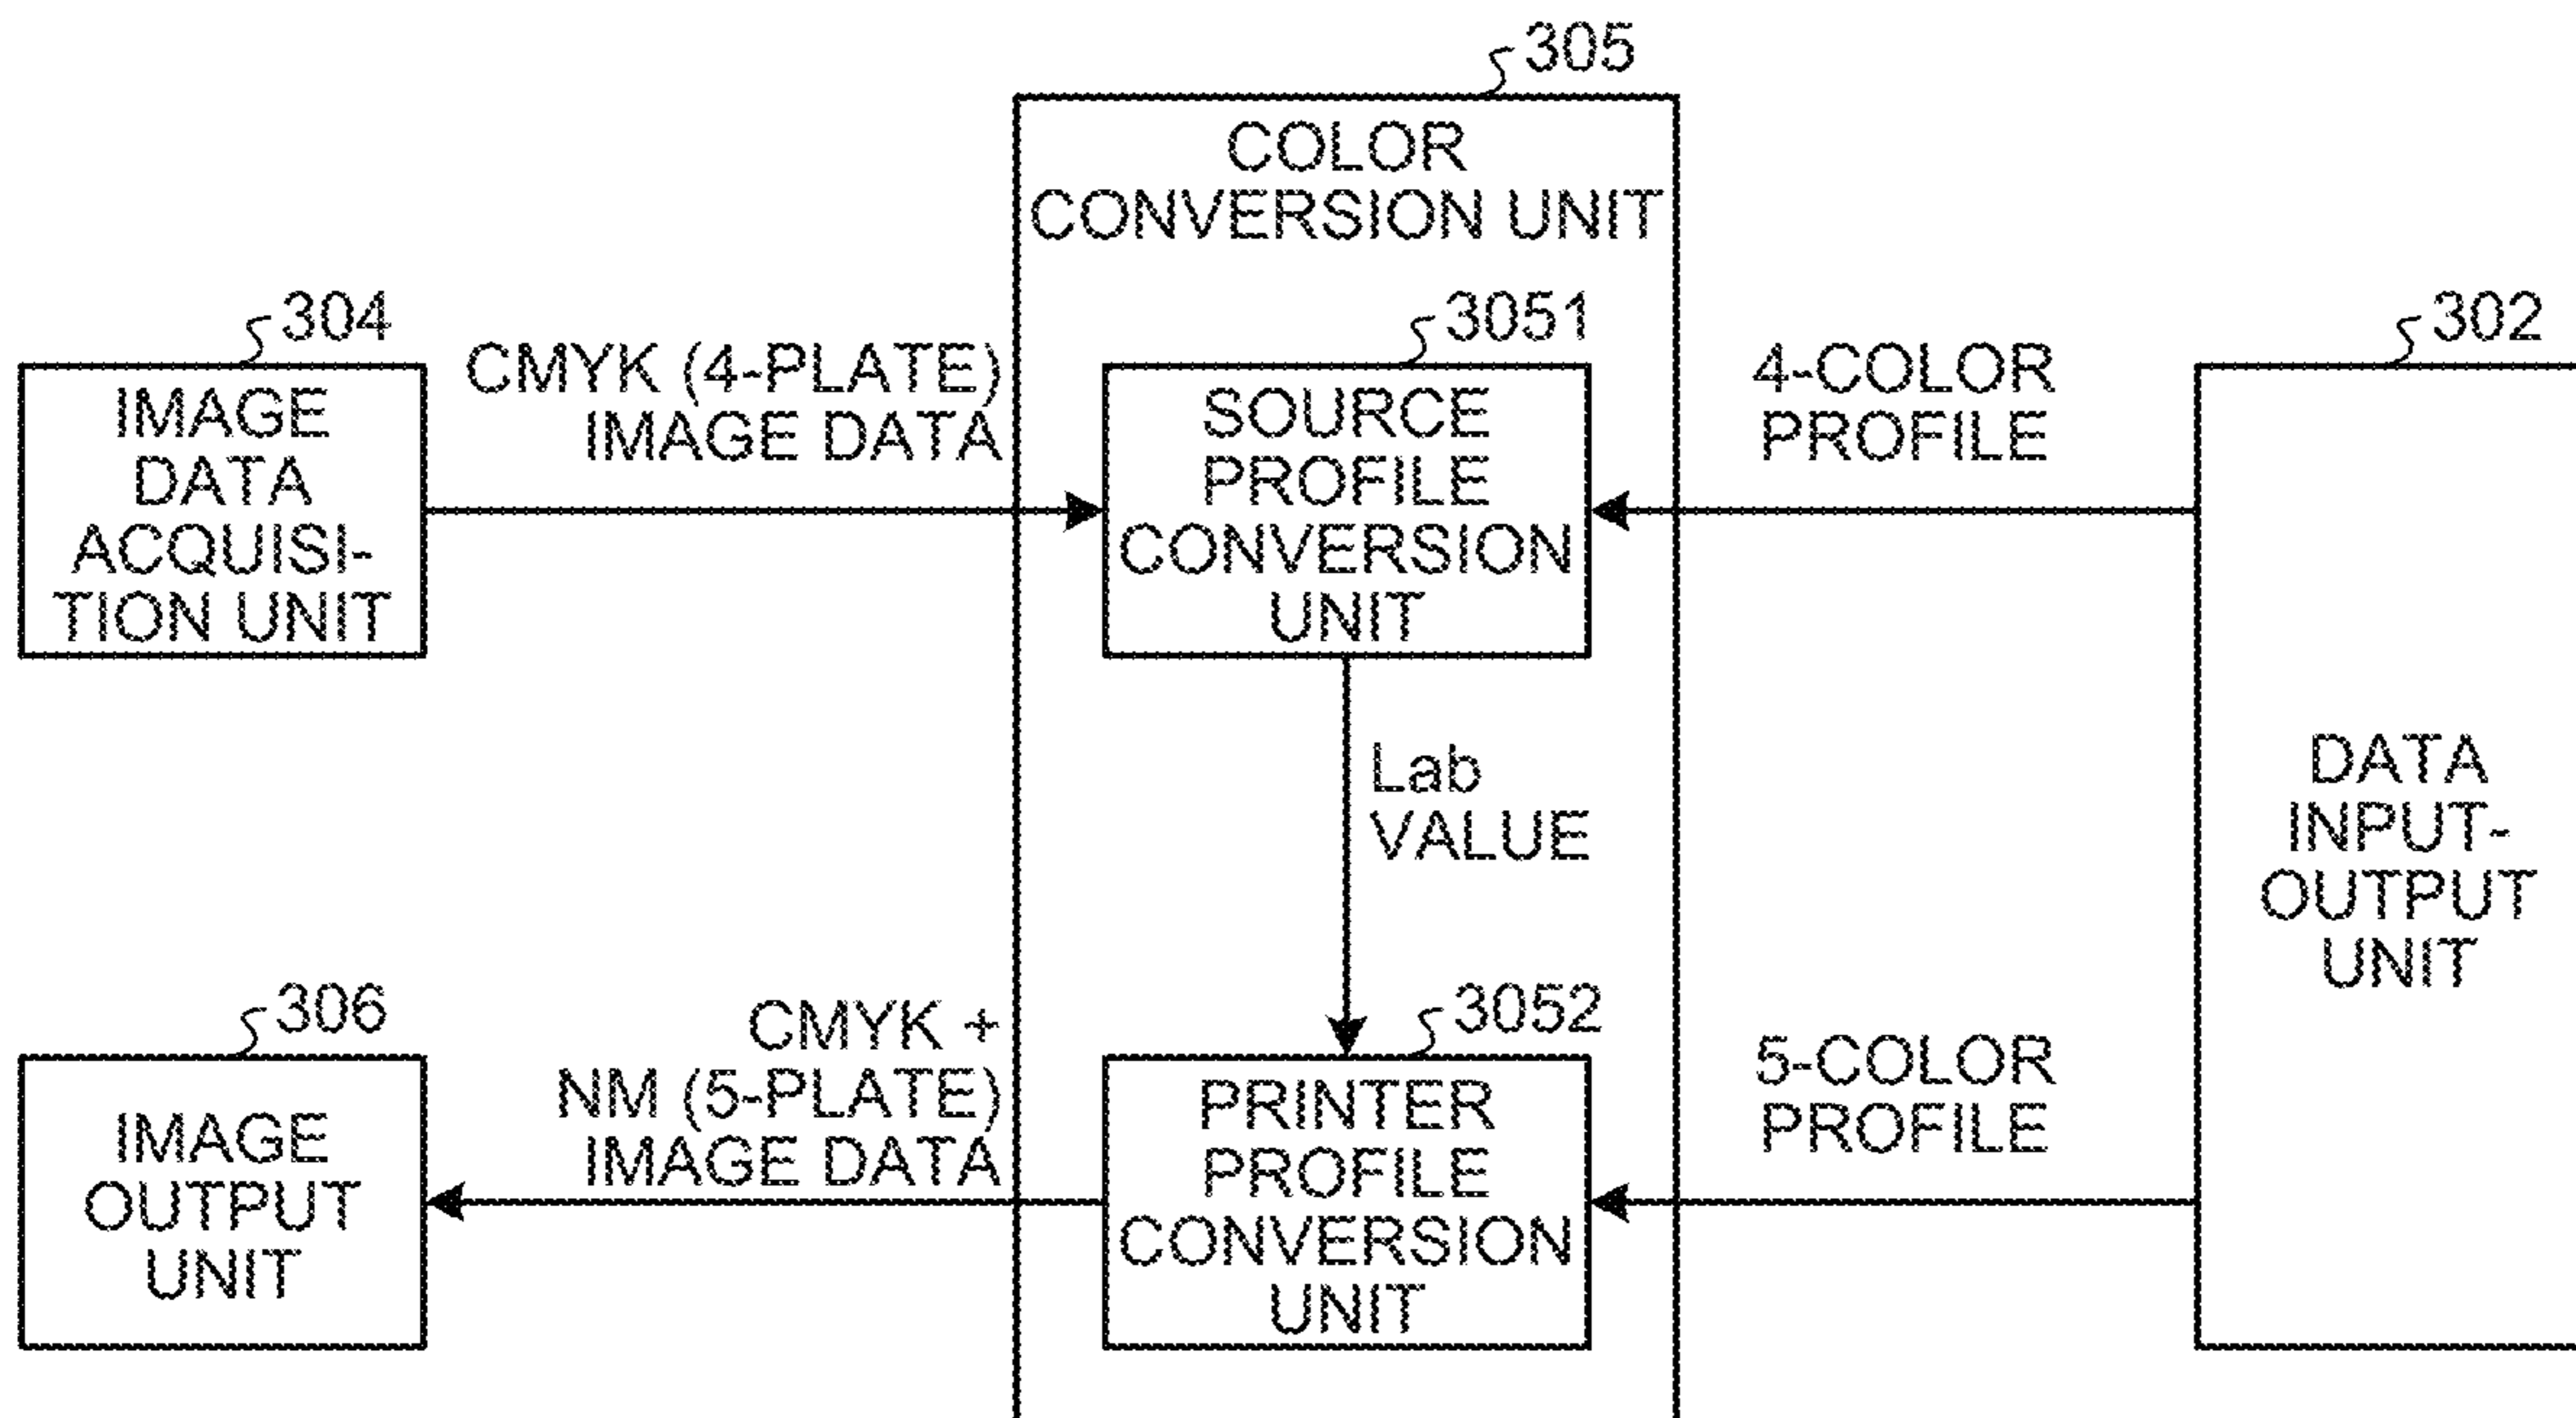 305
COLOR
CONVERSION UNIT
304
IMAGE
DATA
ACQUISI-
TION UNIT
CMYK (4-PLATE)
IMAGE DATA
3051
SOURCE
PROFILE
CONVERSION
UNIT
4-COLOR
PROFILE
302
DATA
INPUT-
OUTPUT
UNIT
Lab
VALUE
306
IMAGE
OUTPUT
UNIT
CMYK +
NM (5-PLATE)
IMAGE DATA
3052
PRINTER
PROFILE
CONVERSION
UNIT
5-COLOR
PROFILE